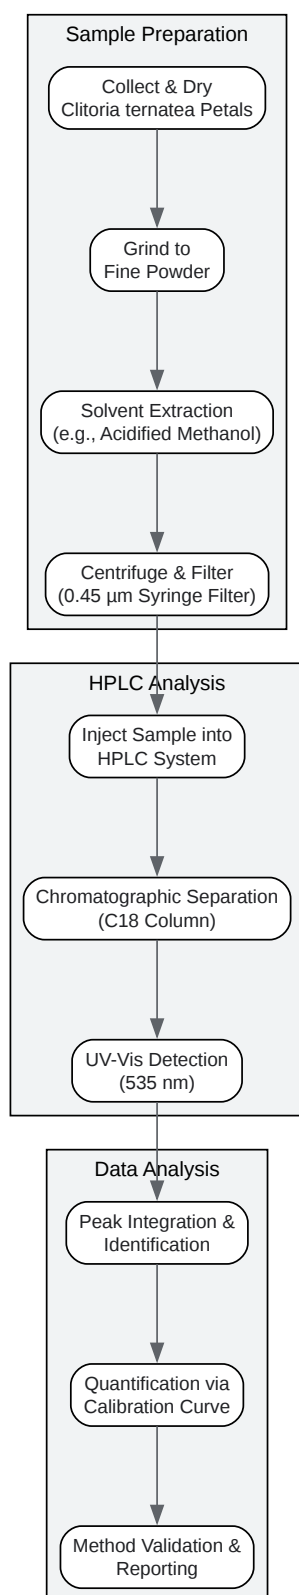 Sample Preparation
Collect & Dry
Clitoria ternatea Petals
Grind to
Fine Powder
Solvent Extraction
(e.g., Acidified Methanol)
Centrifuge & Filter
(0.45 µm Syringe Filter)
HPLC Analysis
Inject Sample into
HPLC System
Chromatographic Separation
(C18 Column)
UV-Vis Detection
(535 nm)
Data Analysis
Peak Integration &
Identification
Quantification via
Calibration Curve
Method Validation &
Reporting